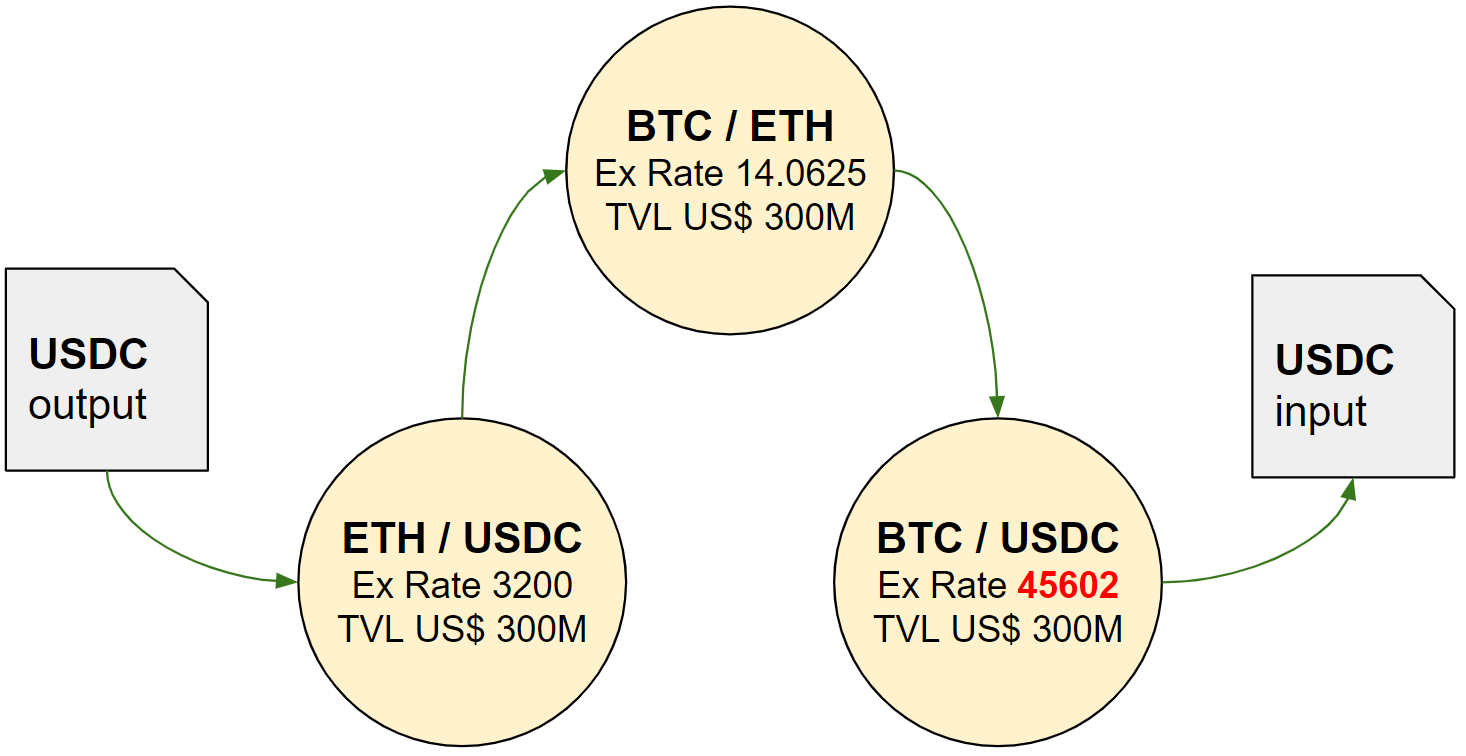 BTC / ETH
Ex Rate 14.0625
TVL US$ 300M
USDC
output
USDC
input
ETH / USDC
Ex Rate 3200
TVL US$ 300M
BTC / USDC
Ex Rate 45602
TVL US$ 300M